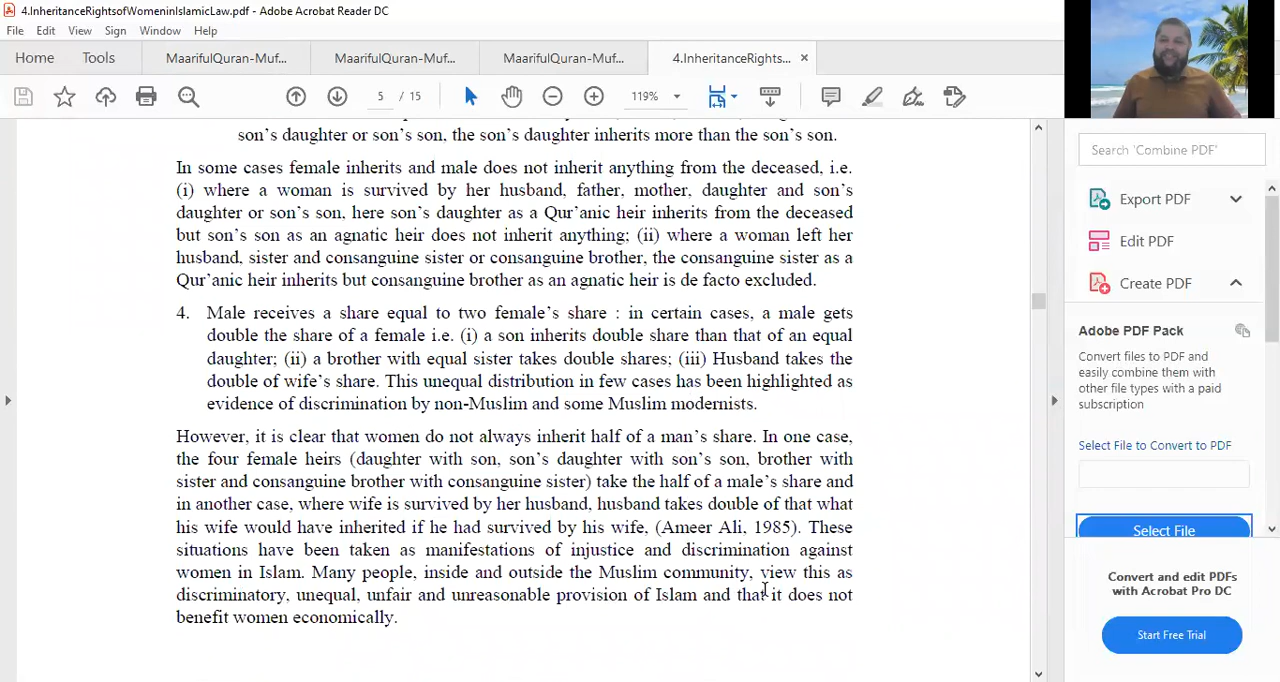 4.InheritanceRightsofWomeninIslamicLaw.pdf - Adobe Acrobat Reader DC
File Edit View Sign Window Help
Home Tools MaarifulQuran-Muf... MaarifulQuran-Muf... MaarifulQuran-Muf... 4.InheritanceRights... ×
5 / 15 119%
son's daughter or son's son, the son's daughter inherits more than the son's son.
In some cases female inherits and male does not inherit anything from the deceased, i.e.
(i) where a woman is survived by her husband, father, mother, daughter and son's
daughter or son's son, here son's daughter as a Qur'anic heir inherits from the deceased
but son's son as an agnatic heir does not inherit anything; (ii) where a woman left her
husband, sister and consanguine sister or consanguine brother, the consanguine sister as a
Qur'anic heir inherits but consanguine brother as an agnatic heir is de facto excluded.
4. Male receives a share equal to two female's share : in certain cases, a male gets
double the share of a female i.e. (i) a son inherits double share than that of an equal
daughter; (ii) a brother with equal sister takes double shares; (iii) Husband takes the
double of wife's share. This unequal distribution in few cases has been highlighted as
evidence of discrimination by non-Muslim and some Muslim modernists.
However, it is clear that women do not always inherit half of a man's share. In one case,
the four female heirs (daughter with son, son's daughter with son's son, brother with
sister and consanguine brother with consanguine sister) take the half of a male's share and
in another case, where wife is survived by her husband, husband takes double of that what
his wife would have inherited if he had survived by his wife, (Ameer Ali, 1985). These
situations have been taken as manifestations of injustice and discrimination against
women in Islam. Many people, inside and outside the Muslim community, view this as
discriminatory, unequal, unfair and unreasonable provision of Islam and that it does not
benefit women economically.
Search 'Combine PDF'
Export PDF
Edit PDF
Create PDF
Adobe PDF Pack
Convert files to PDF and
easily combine them with
other file types with a paid
subscription
Select File to Convert to PDF
Select File
Convert and edit PDFs
with Acrobat Pro DC
Start Free Trial